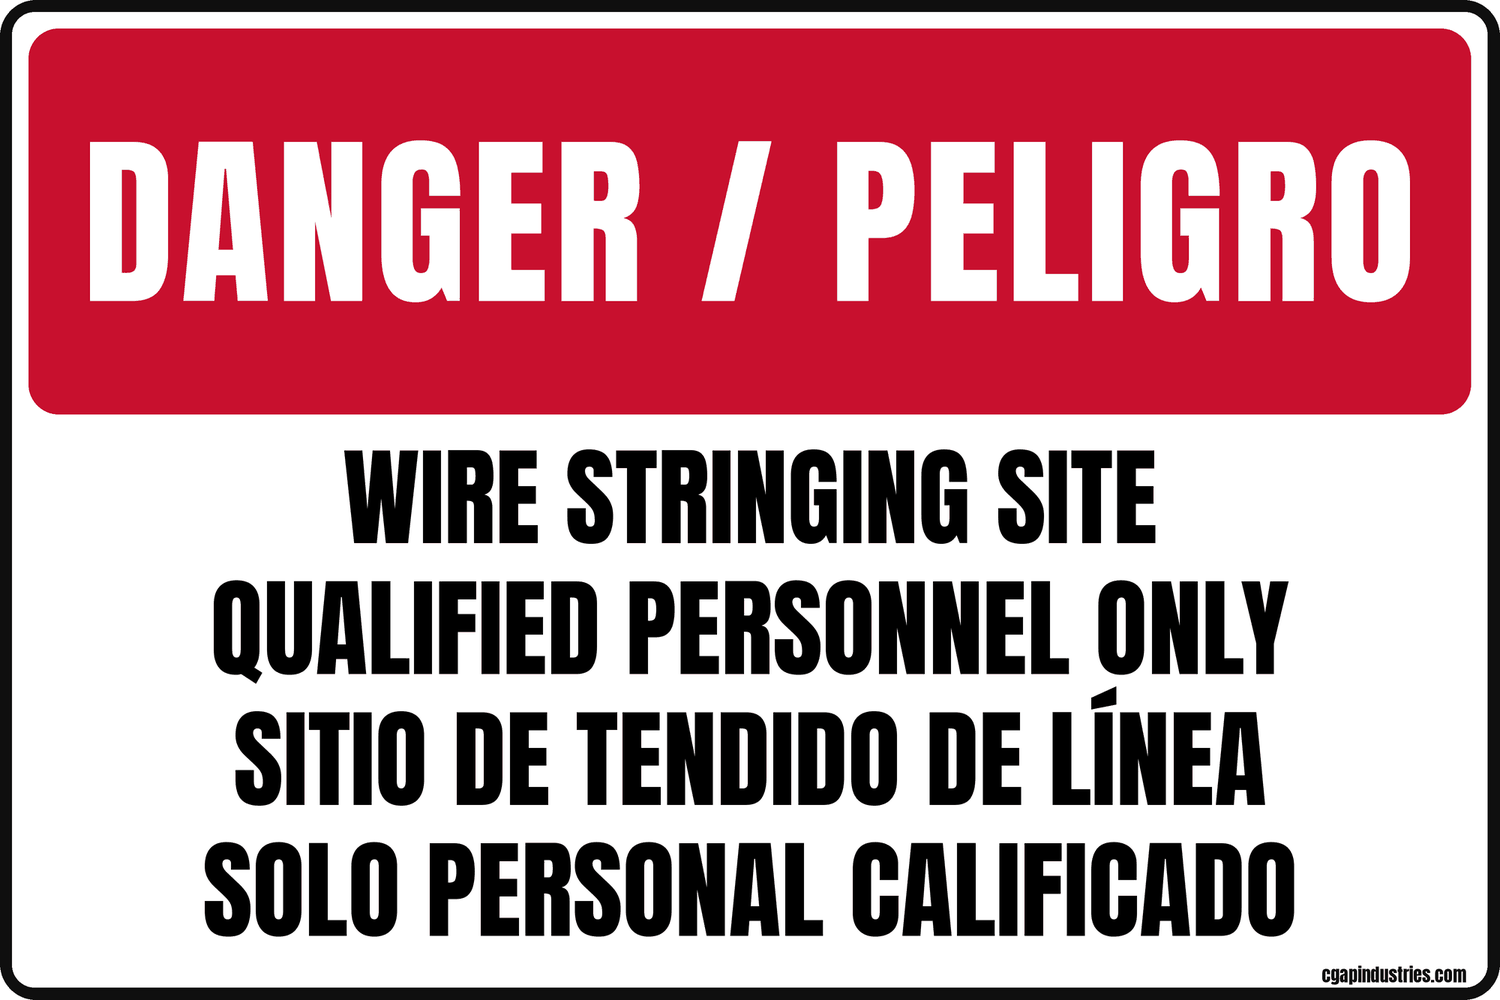 DANGER / PELIGRO
WIRE STRINGING SITE
QUALIFIED PERSONNEL ONLY
SITIO DE TENDIDO DE LÍNEA
SOLO PERSONAL CALIFICADO
cgapindustries.com